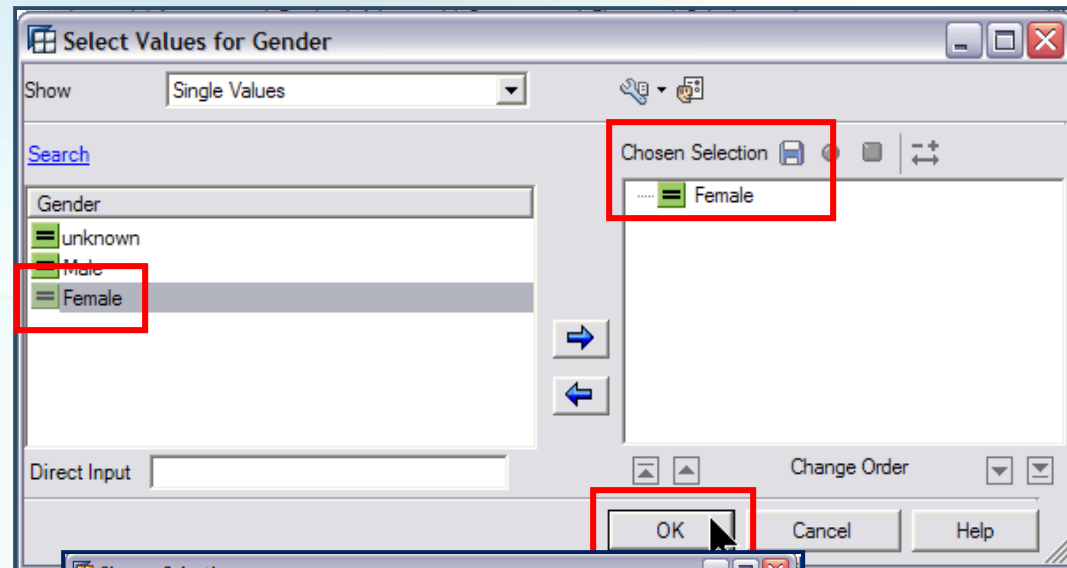 Select Values for Gender
Show Single Values
Search
Chosen Selection
Female
Gender
unknown
Male
Female
Direct Input
Change Order
OK Cancel Help